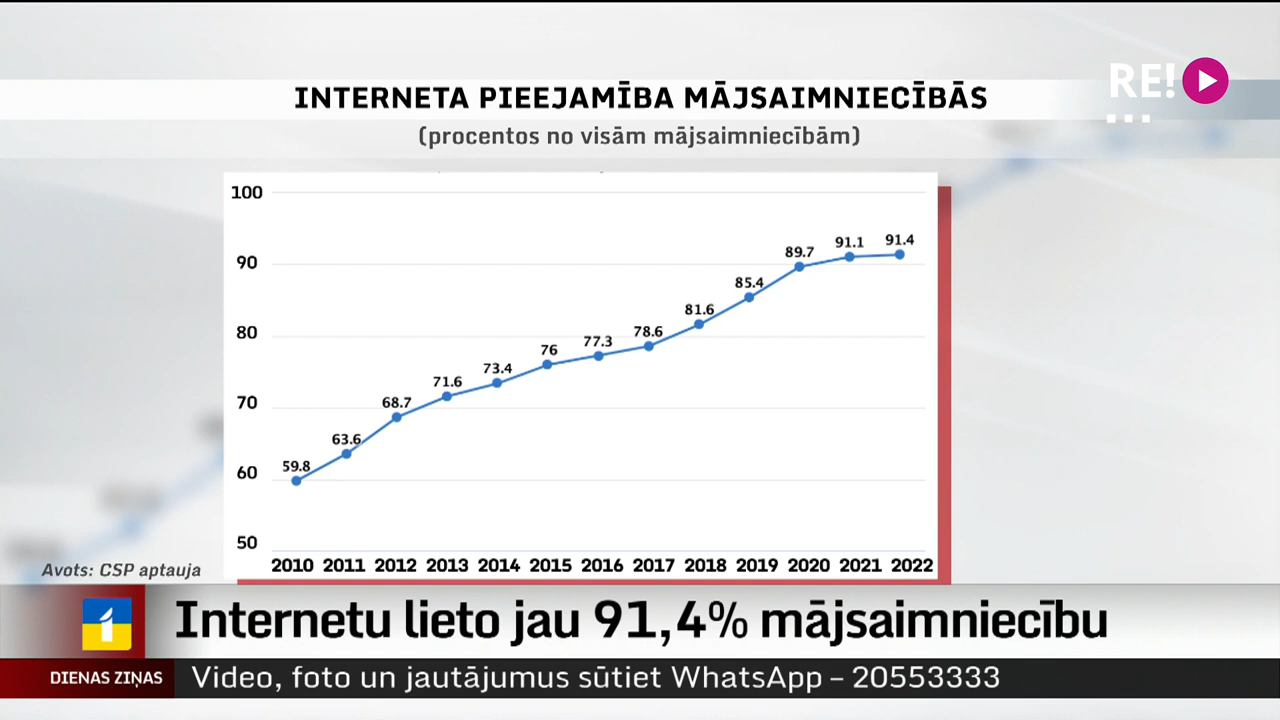 RE!
INTERNETA PIEEJAMĪBA MĀJSAIMNIECĪBĀS
(procentos no visām mājsaimniecībām)
100
90
80
70
60
50
59.8
63.6
68.7
71.6
73.4
76
77.3
78.6
81.6
85.4
89.7
91.1
91.4
2010 2011 2012 2013 2014 2015 2016 2017 2018 2019 2020 2021 2022
Avots: CSP aptauja
1
Internetu lieto jau 91,4% mājsaimniecību
DIENAS ZIŅAS
Video, foto un jautājumus sūtiet WhatsApp – 20553333